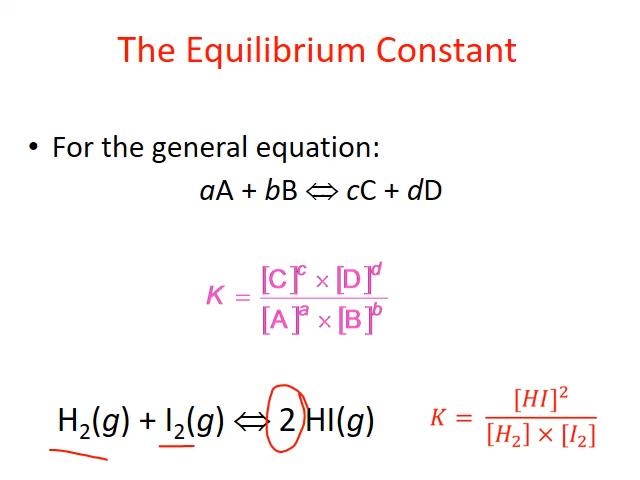 The Equilibrium Constant
• For the general equation:
aA + bB ⇔ cC + dD
K = [C]^c × [D]^d / [A]^a × [B]^b
H₂(g) + I₂(g) ⇔ 2 HI(g)
K = [HI]² / [H₂] × [I₂]